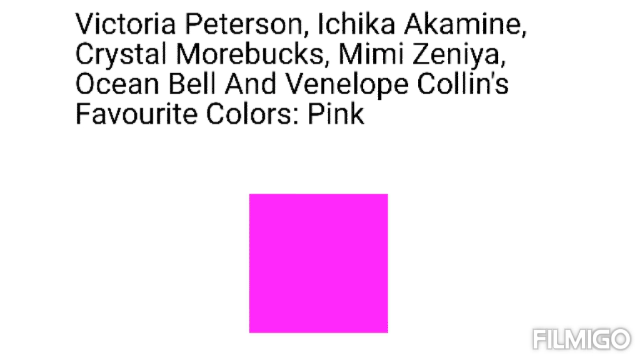 Victoria Peterson, Ichika Akamine,
Crystal Morebucks, Mimi Zeniya,
Ocean Bell And Venelope Collin's
Favourite Colors: Pink
FILMIGO